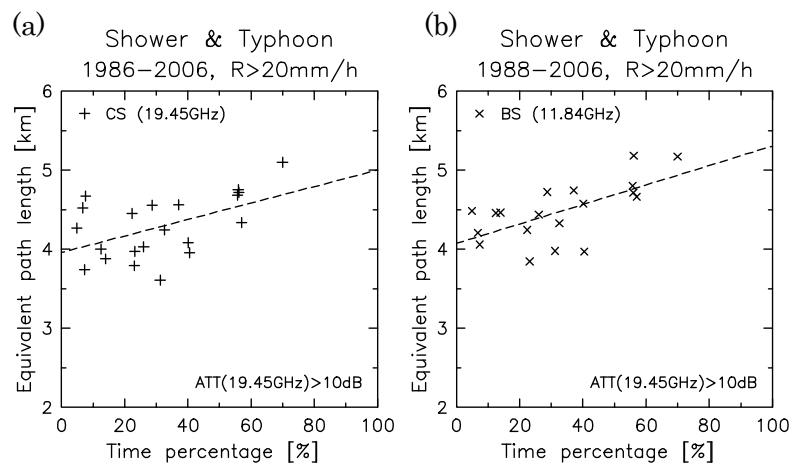 (a)
Shower & Typhoon
1986−2006, R>20mm/h
Equivalent path length [km]
6
5
4
3
2
+ CS (19.45GHz)
ATT(19.45GHz)>10dB
0 20 40 60 80 100
Time percentage [%]
(b)
Shower & Typhoon
1988−2006, R>20mm/h
Equivalent path length [km]
6
5
4
3
2
× BS (11.84GHz)
ATT(19.45GHz)>10dB
0 20 40 60 80 100
Time percentage [%]